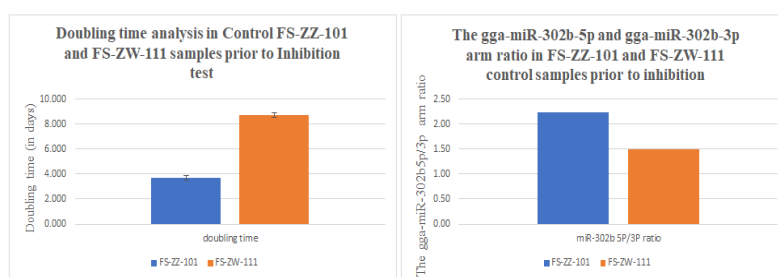 Doubling time analysis in Control FS-ZZ-101
and FS-ZW-111 samples prior to Inhibition
test
Doubling time (in days)
10.000
8.000
6.000
4.000
2.000
0.000
doubling time
FS-ZZ-101
FS-ZW-111
The gga-miR-302b-5p and gga-miR-302b-3p
arm ratio in FS-ZZ-101 and FS-ZW-111
control samples prior to inhibition
The gga-miR-302b5p/3p arm ratio
2.50
2.00
1.50
1.00
0.50
0.00
miR-302b 5P/3P ratio
FS-ZZ-101
FS-ZW-111